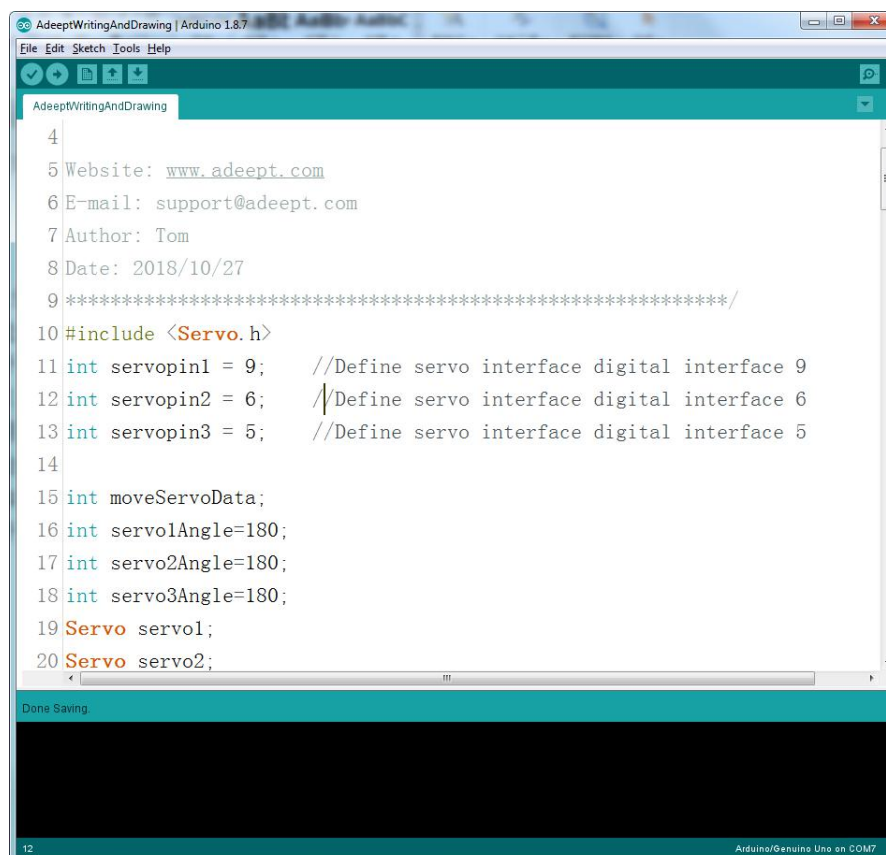 AdeeptWritingAndDrawing | Arduino 1.8.7
File Edit Sketch Tools Help
AdeeptWritingAndDrawing
4
5 Website: www.adeept.com
6 E-mail: support@adeept.com
7 Author: Tom
8 Date: 2018/10/27
9 ***********************************************************/
10 #include <Servo.h>
11 int servopin1 = 9;    //Define servo interface digital interface 9
12 int servopin2 = 6;    //Define servo interface digital interface 6
13 int servopin3 = 5;    //Define servo interface digital interface 5
14
15 int moveServoData;
16 int servo1Angle=180;
17 int servo2Angle=180;
18 int servo3Angle=180;
19 Servo servo1;
20 Servo servo2;
Done Saving.
12 Arduino/Genuino Uno on COM7